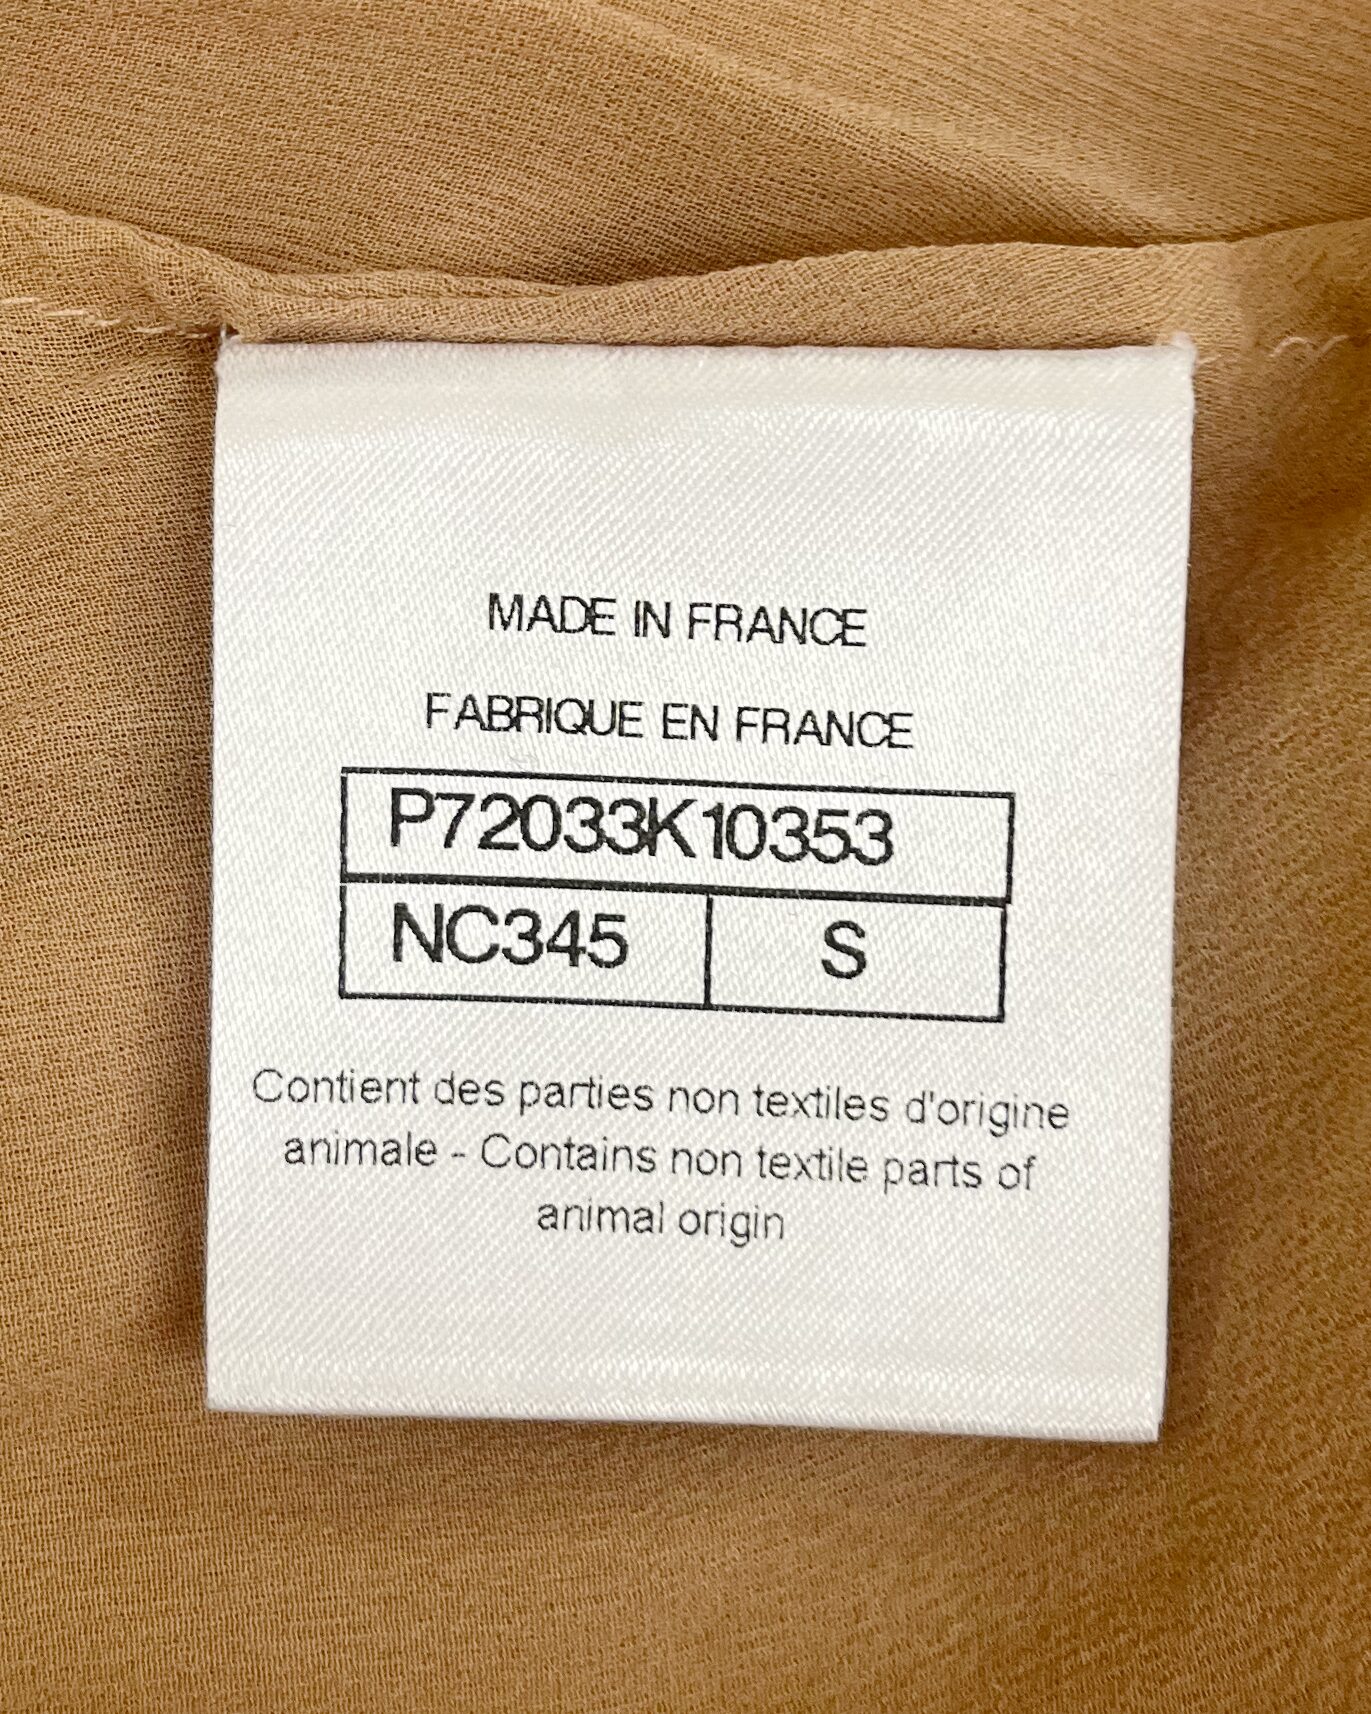 MADE IN FRANCE
FABRIQUE EN FRANCE
P72033K10353
NC345 S
Contient des parties non textiles d'origine
animale - Contains non textile parts of
animal origin